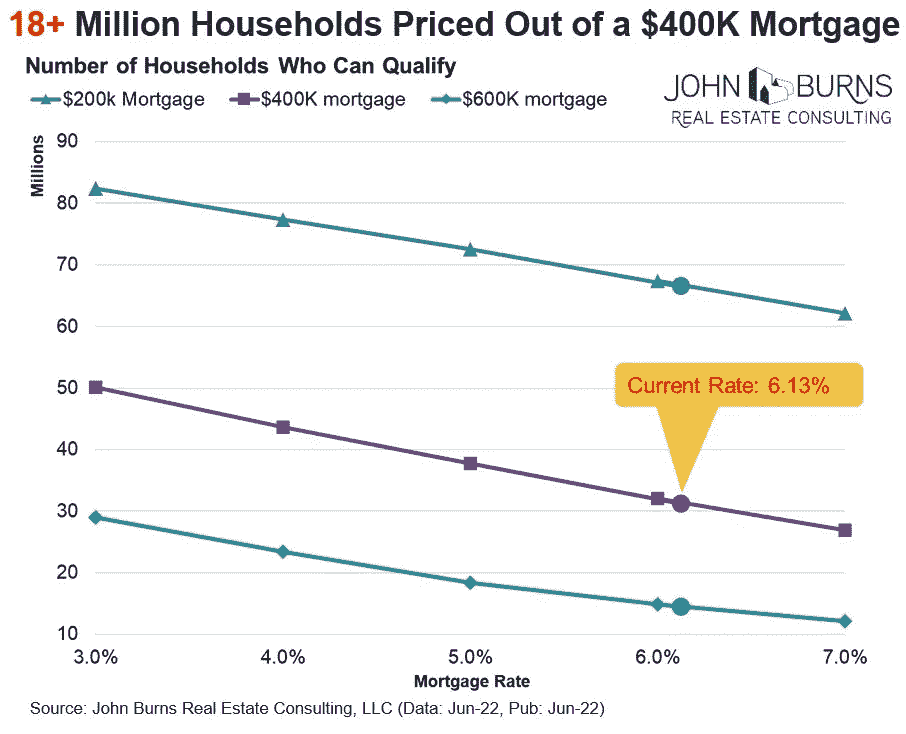 18+ Million Households Priced Out of a $400K Mortgage
Number of Households Who Can Qualify
$200k Mortgage $400K mortgage $600K mortgage
JOHN BURNS
REAL ESTATE CONSULTING
Millions
90
80
70
60
50
40
30
20
10
Current Rate: 6.13%
3.0% 4.0% 5.0% 6.0% 7.0%
Mortgage Rate
Source: John Burns Real Estate Consulting, LLC (Data: Jun-22, Pub: Jun-22)